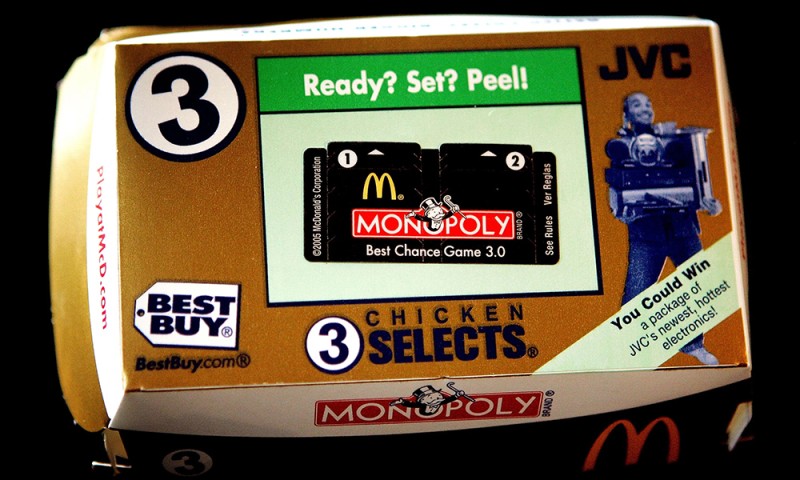 3
Ready? Set? Peel!
JVC
1
2
©2005 McDonald's Corporation
MONOPOLY
BRAND®
Best Chance Game 3.0
See Rules Ver Reglas
PlayatMcD.com
BEST
BUY®
BestBuy.com®
3 CHICKEN
SELECTS®
You Could Win
a package of
JVC's newest, hottest
electronics!
MONOPOLY
BRAND®
3